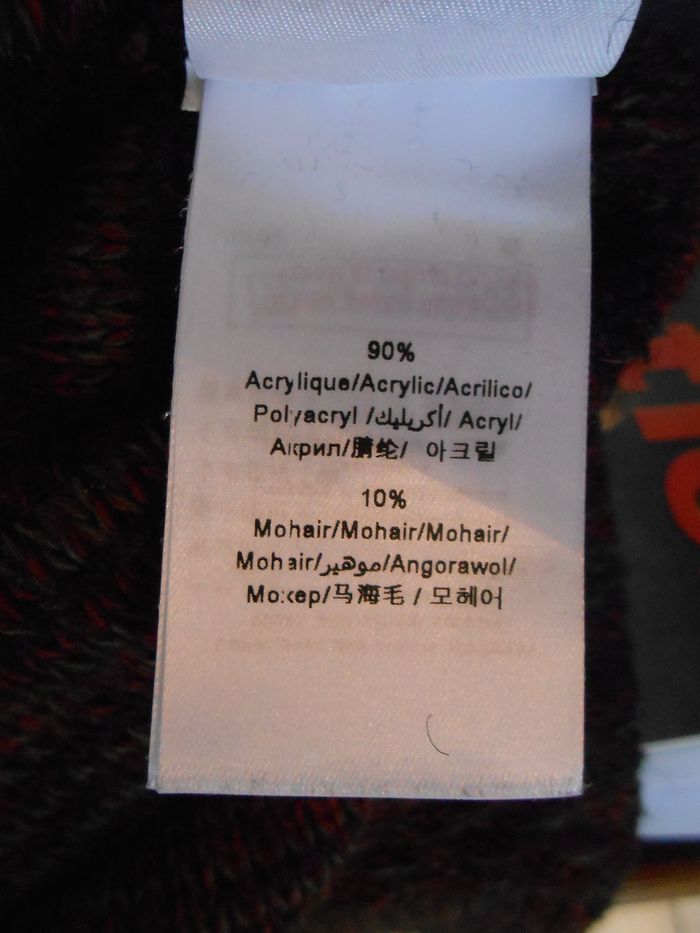 90%
Acrylique/Acrylic/Acrilico/
Polyacryl /أكريليك/ Acryl/
Акрил/腈纶/ 아크릴
10%
Mohair/Mohair/Mohair/
Mohair/موهير/Angorawol/
Мохер/马海毛 / 모헤어